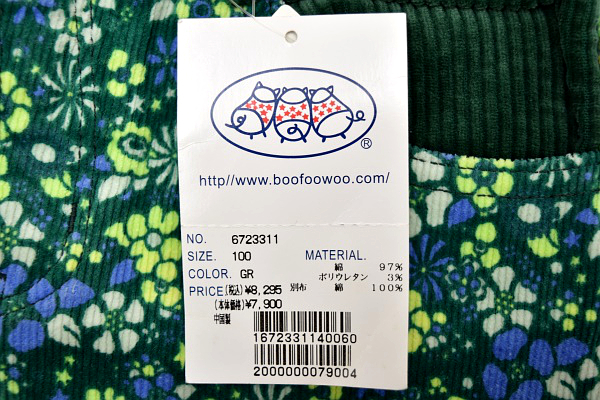 ®
http//www.boofoowoo.com/
NO. 6723311
SIZE. 100 MATERIAL.
綿 97%
COLOR. GR ポリウレタン 3%
PRICE(税込)¥8,295 別布 綿 100%
(本体価格)¥7,900
中国製
1672331140060
2000000079004